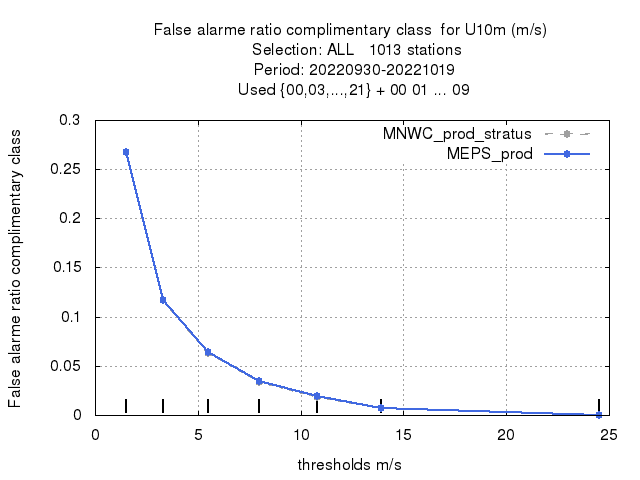 False alarme ratio complimentary class  for U10m (m/s)
Selection: ALL   1013 stations
Period: 20220930-20221019
Used {00,03,...,21} + 00 01 ... 09
MNWC_prod_stratus
MEPS_prod
False alarme ratio complimentary class
0.3
0.25
0.2
0.15
0.1
0.05
0
0 5 10 15 20 25
thresholds m/s